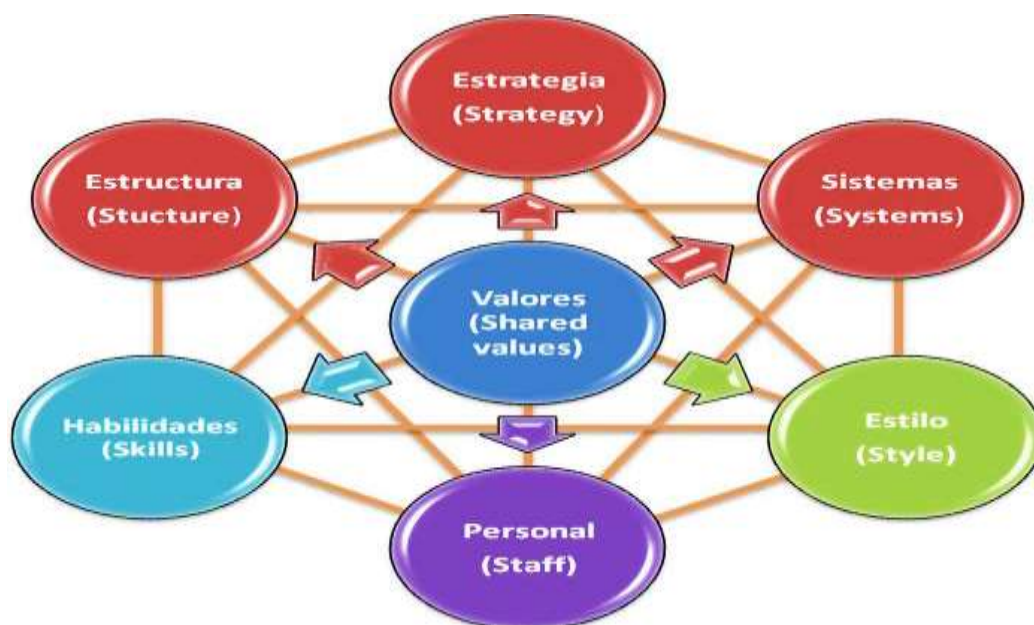 Estrategia
(Strategy)
Estructura
(Stucture)
Sistemas
(Systems)
Valores
(Shared
values)
Habilidades
(Skills)
Estilo
(Style)
Personal
(Staff)